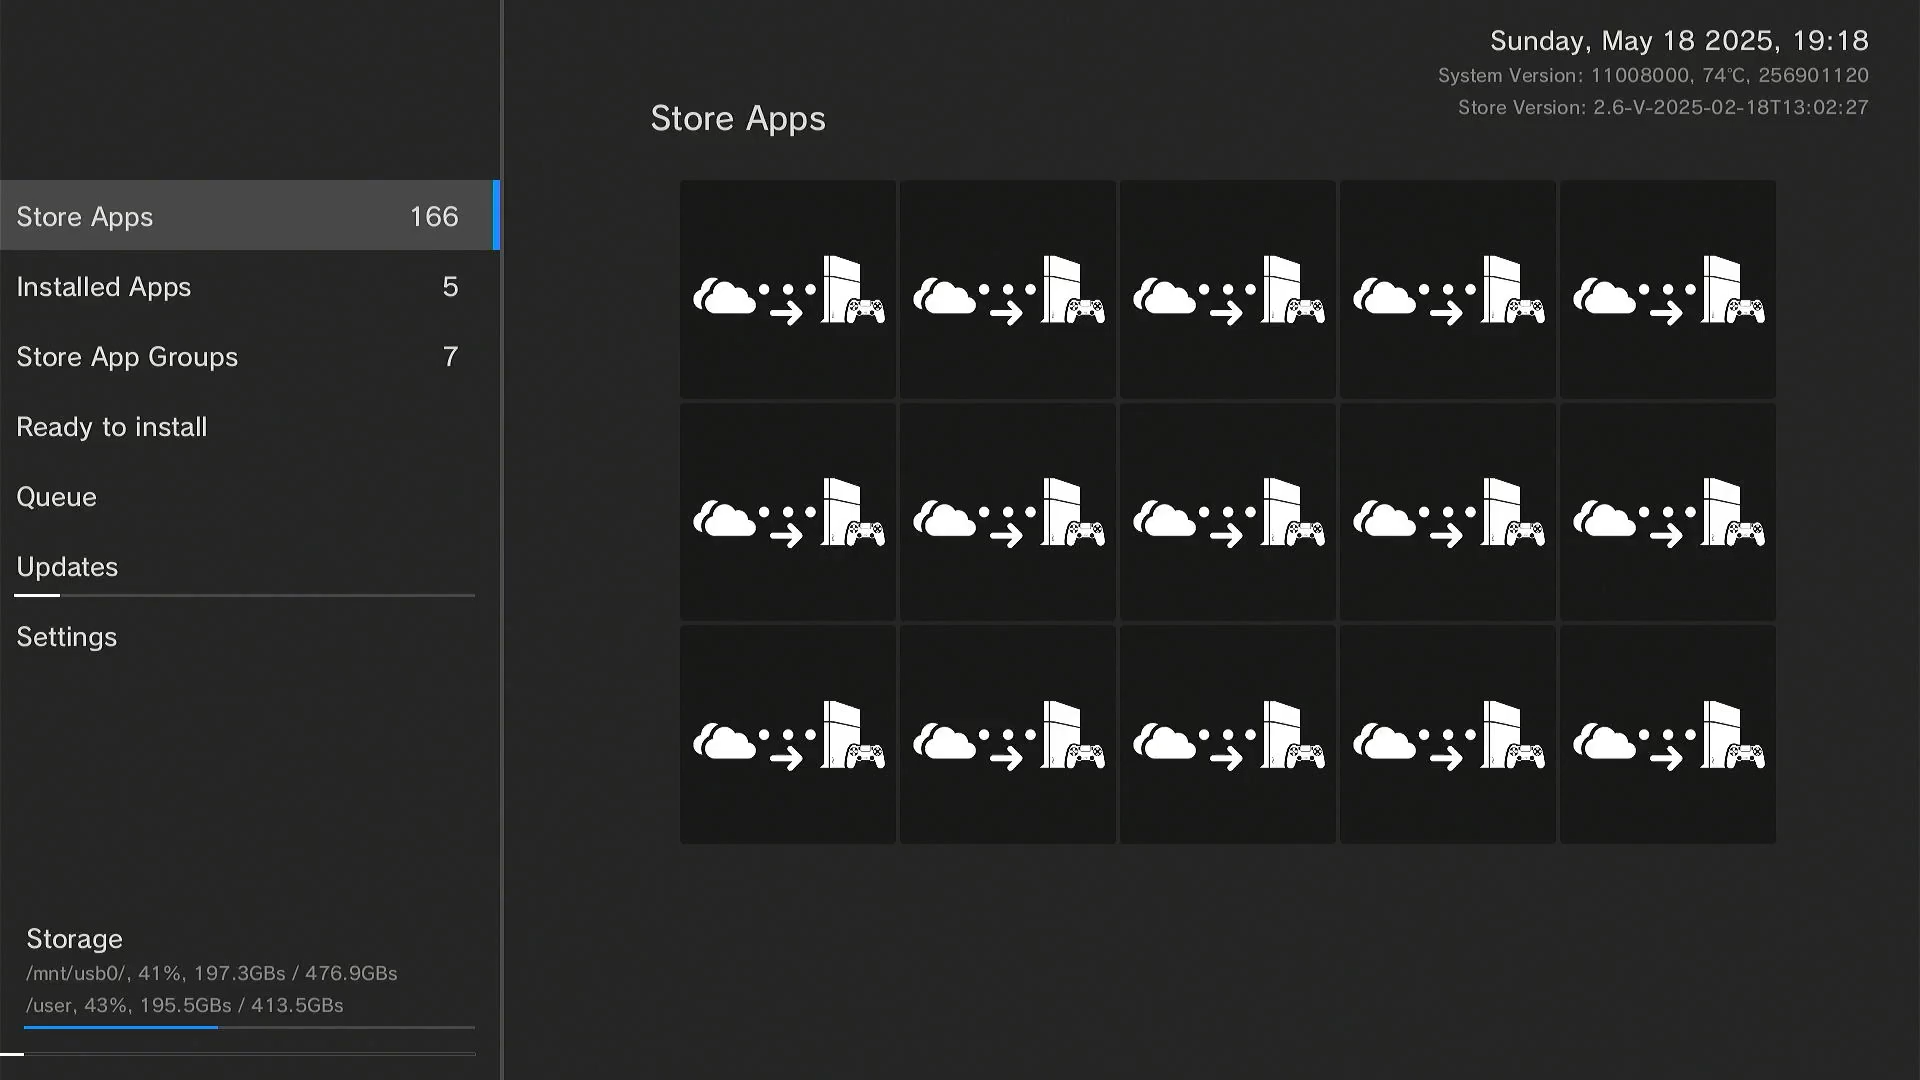 Sunday, May 18 2025, 19:18
System Version: 11008000, 74℃, 256901120
Store Version: 2.6-V-2025-02-18T13:02:27
Store Apps
Store Apps 166
Installed Apps 5
Store App Groups 7
Ready to install
Queue
Updates
Settings
Storage
/mnt/usb0/, 41%, 197.3GBs / 476.9GBs
/user, 43%, 195.5GBs / 413.5GBs